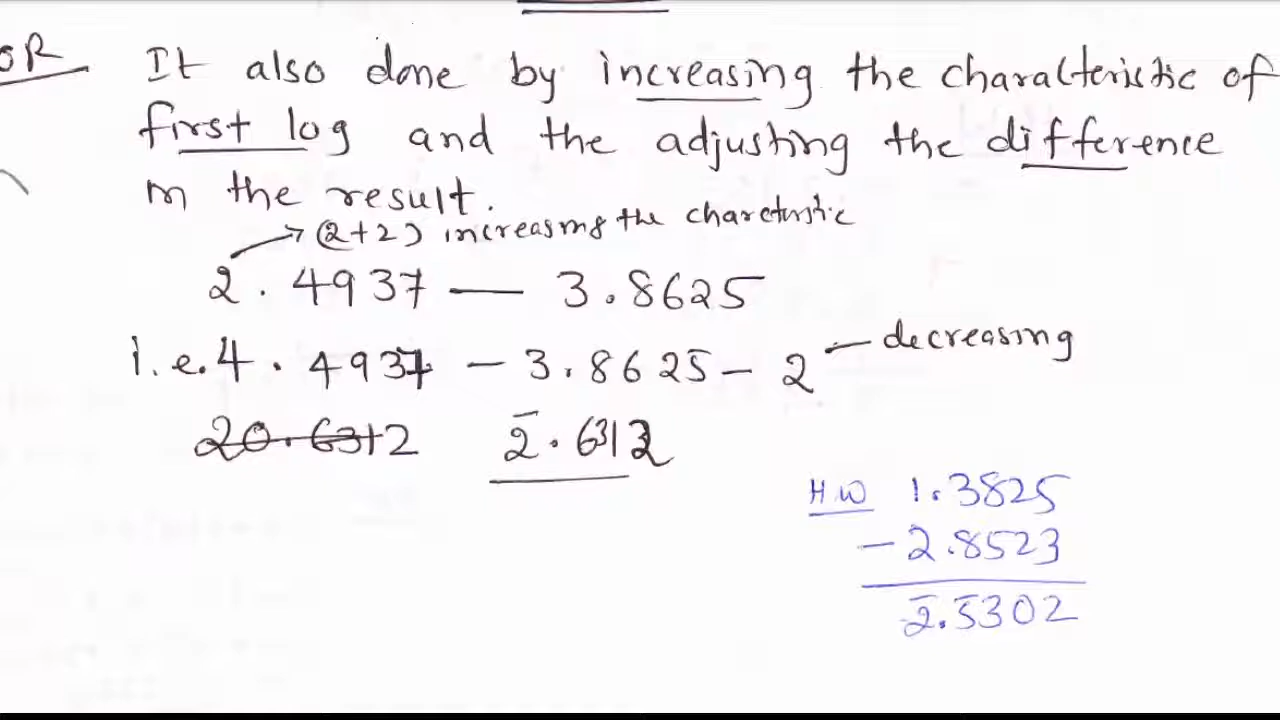 OR It also done by increasing the characteristic of
first log and the adjusting the difference
in the result.
→ (2+2) increasing the charcteristic
2.4937 — 3.8625
i.e. 4.4937 - 3.8625 - 2 — decreasing
20.6312 2̄.6312
HW 1.3825
- 2.8523
2̄.5302